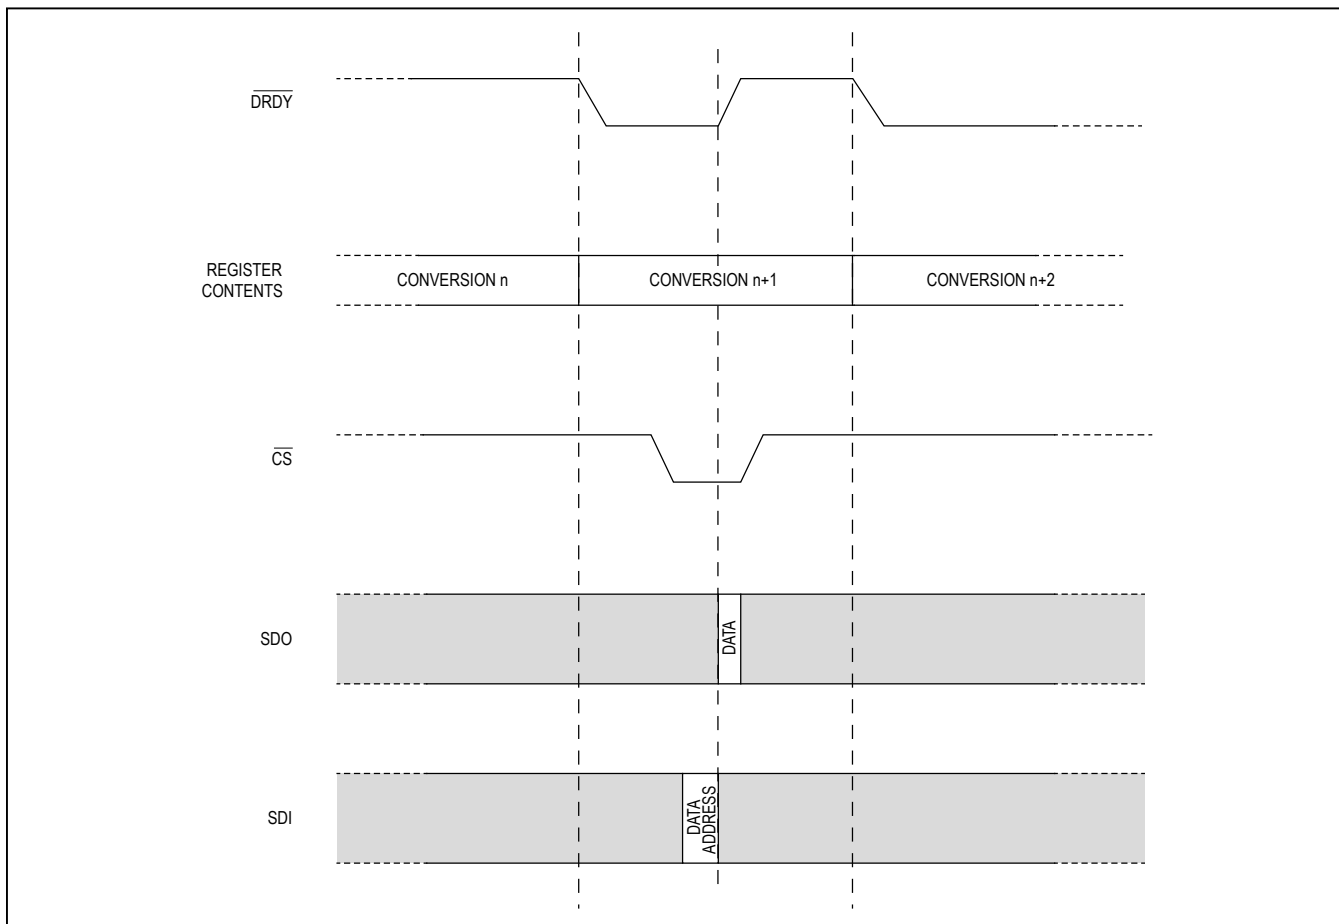 DRDY
REGISTER
CONTENTS
CONVERSION n
CONVERSION n+1
CONVERSION n+2
CS
SDO
DATA
SDI
DATA
ADDRESS